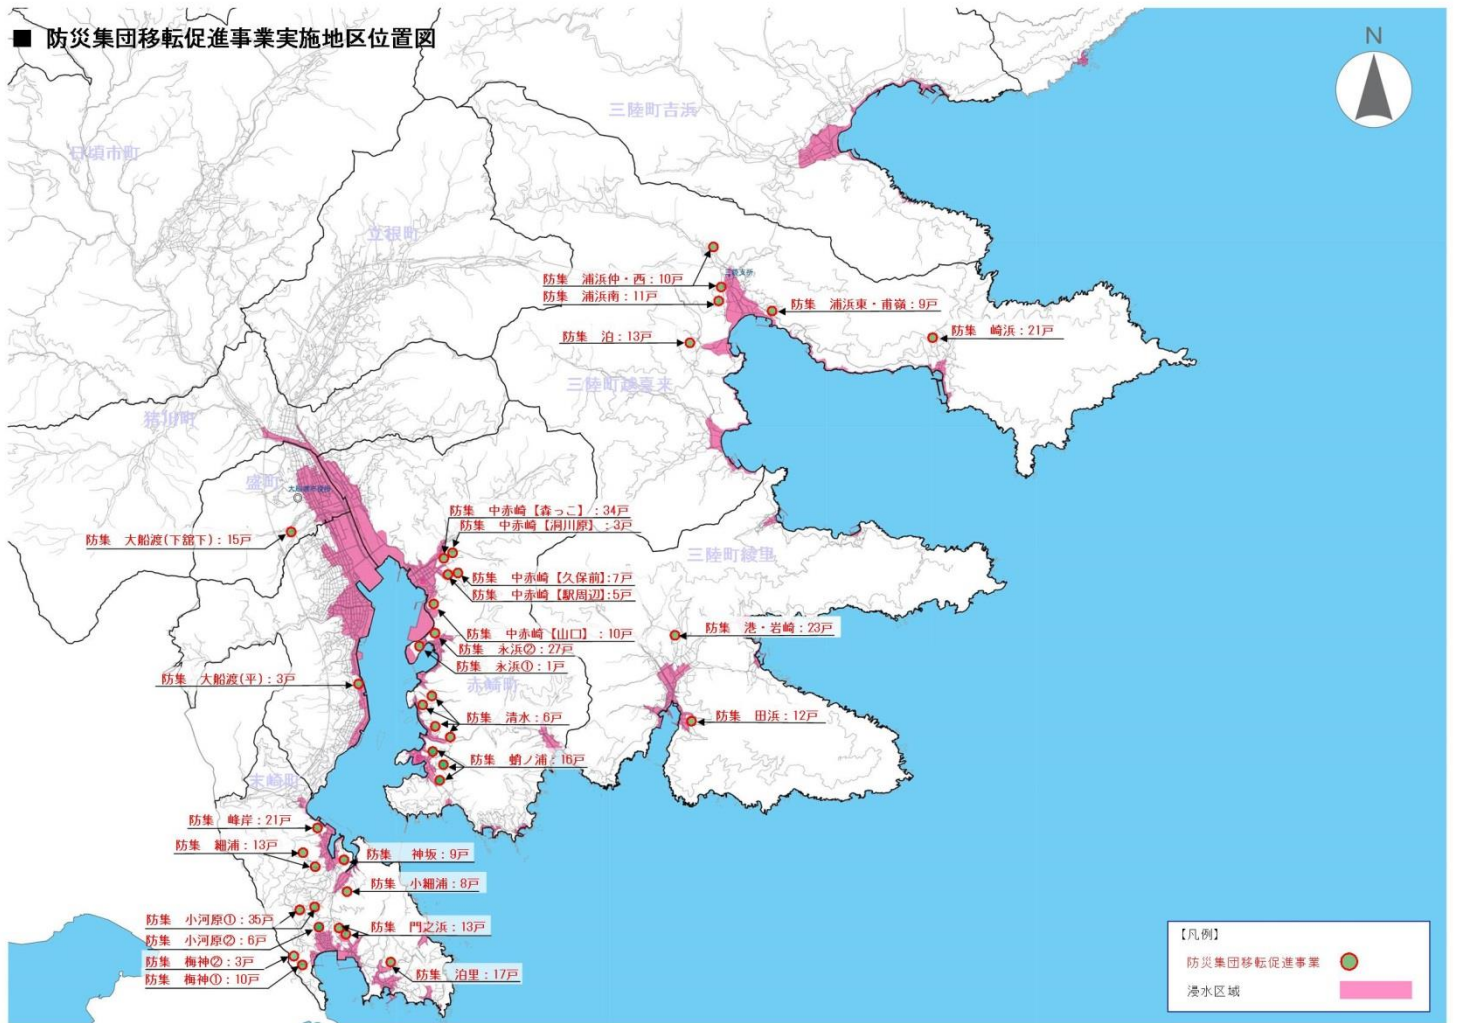 ■ 防災集団移転促進事業実施地区位置図
N
三陸町吉浜
日頃市町
立根町
防集 浦浜仲・西：10戸
防集 浦浜南：11戸
防集 浦浜東・甫嶺：9戸
防集 泊：13戸
防集 崎浜：21戸
三陸町越喜来
猪川町
盛町
大船渡市役所
防集 中赤崎【森っこ】：34戸
防集 中赤崎【洞川原】：3戸
防集 大船渡(下舘下)：15戸
三陸町綾里
防集 中赤崎【久保前】:7戸
防集 中赤崎【駅周辺】:5戸
防集 中赤崎【山口】：10戸
防集 港・岩崎：23戸
防集 永浜②：27戸
防集 永浜①：1戸
防集 大船渡(平)：3戸
赤崎町
防集 清水：6戸
防集 田浜：12戸
防集 蛸ノ浦：16戸
末崎町
防集 峰岸：21戸
防集 細浦：13戸
防集 神坂：9戸
防集 小細浦：8戸
防集 小河原①：35戸
防集 門之浜：13戸
防集 小河原②：6戸
防集 梅神②：3戸
防集 梅神①：10戸
防集 泊里：17戸
【凡例】
防災集団移転促進事業
浸水区域